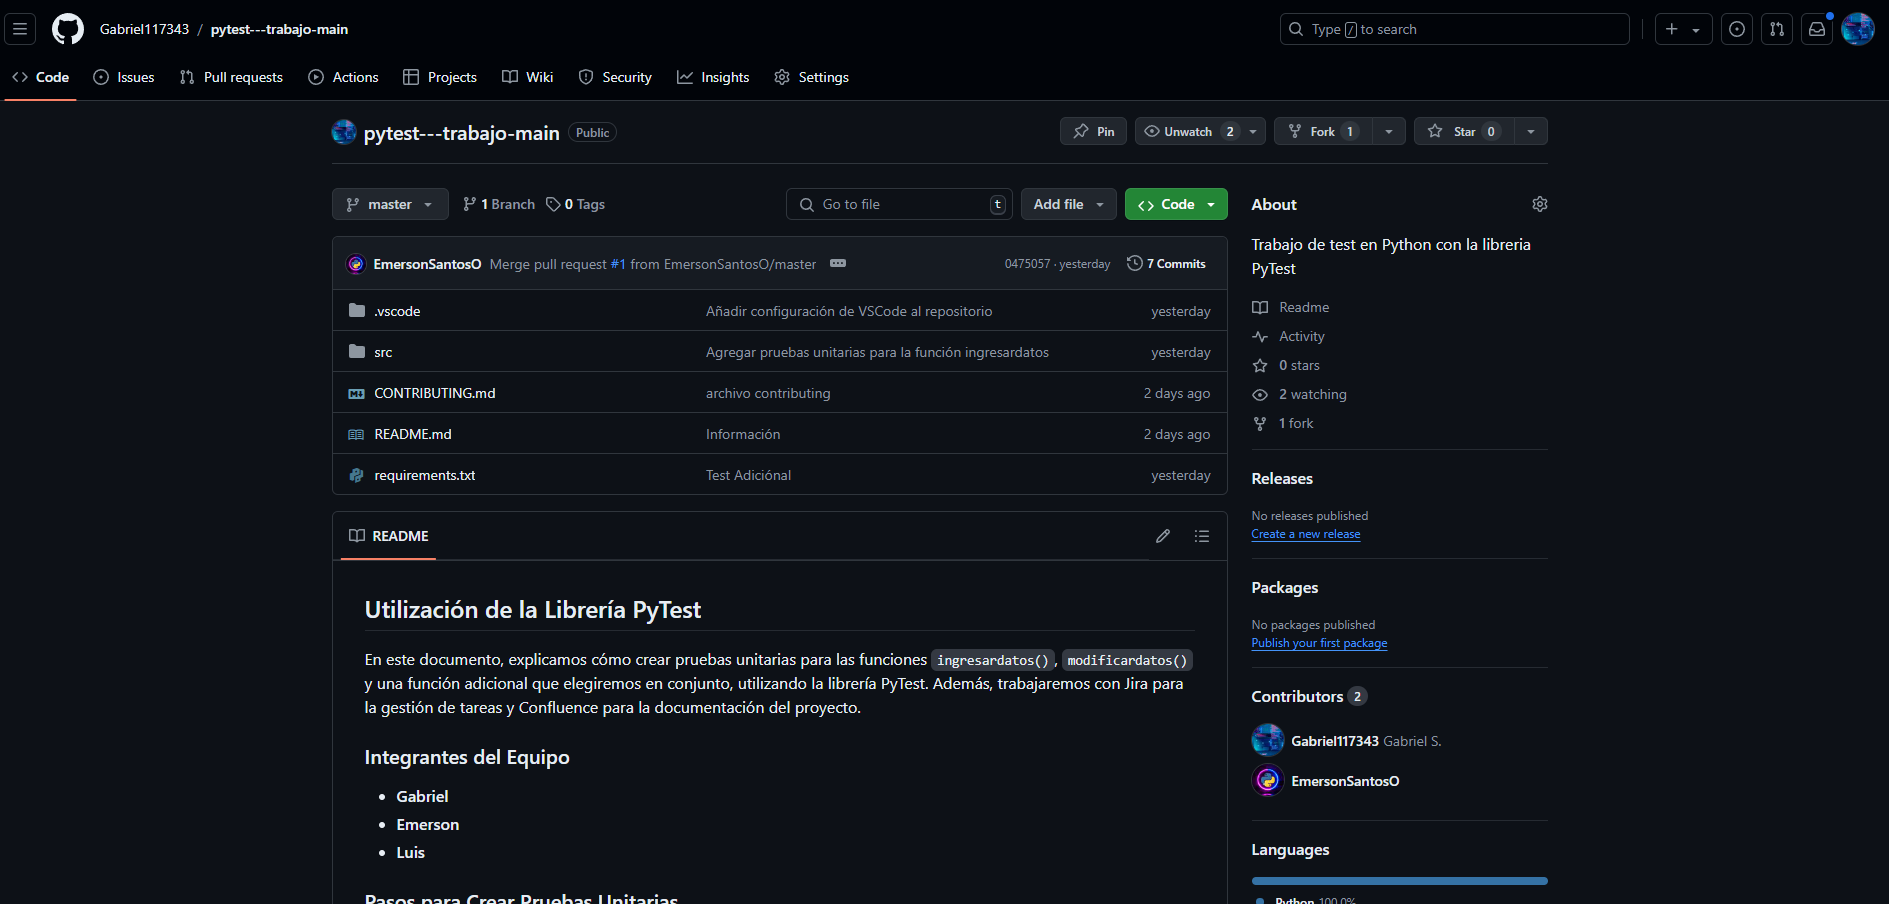 Gabriel117343 / pytest---trabajo-main
Type / to search
Code Issues Pull requests Actions Projects Wiki Security Insights Settings
pytest---trabajo-main Public
Pin Unwatch 2 Fork 1 Star 0
master 1 Branch 0 Tags
Go to file t
Add file Code
EmersonSantosO Merge pull request #1 from EmersonSantosO/master 0475057 · yesterday 7 Commits
.vscode Añadir configuración de VSCode al repositorio yesterday
src Agregar pruebas unitarias para la función ingresardatos yesterday
CONTRIBUTING.md archivo contributing 2 days ago
README.md Información 2 days ago
requirements.txt Test Adiciónal yesterday
README
Utilización de la Librería PyTest
En este documento, explicamos cómo crear pruebas unitarias para las funciones ingresardatos(), modificardatos()
y una función adicional que elegiremos en conjunto, utilizando la librería PyTest. Además, trabajaremos con Jira para
la gestión de tareas y Confluence para la documentación del proyecto.
Integrantes del Equipo
Gabriel
Emerson
Luis
Pasos para Crear Pruebas Unitarias
About
Trabajo de test en Python con la libreria
PyTest
Readme
Activity
0 stars
2 watching
1 fork
Releases
No releases published
Create a new release
Packages
No packages published
Publish your first package
Contributors 2
Gabriel117343 Gabriel S.
EmersonSantosO
Languages
Python 100.0%